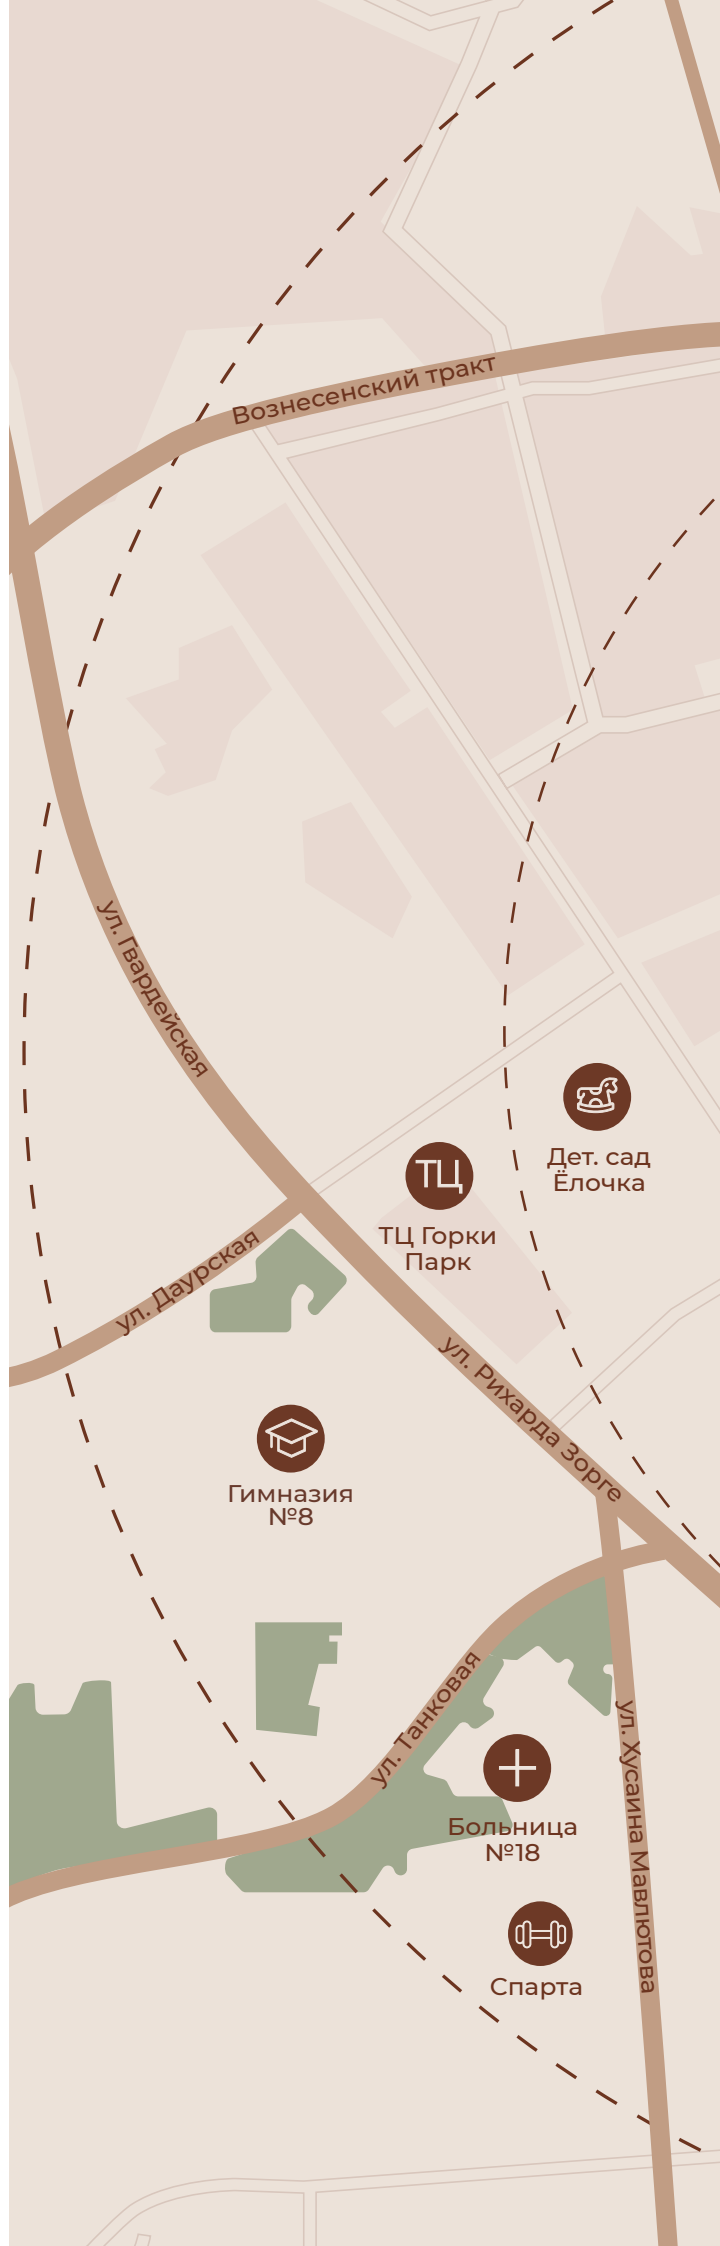 Вознесенский тракт
ул. Гвардейская
Дет. сад
Ёлочка
ТЦ
ТЦ Горки
Парк
ул. Даурская
ул. Рихарда Зорге
Гимназия
№8
ул. Танковая
ул. Хусаина Мавлютова
Больница
№18
Спарта